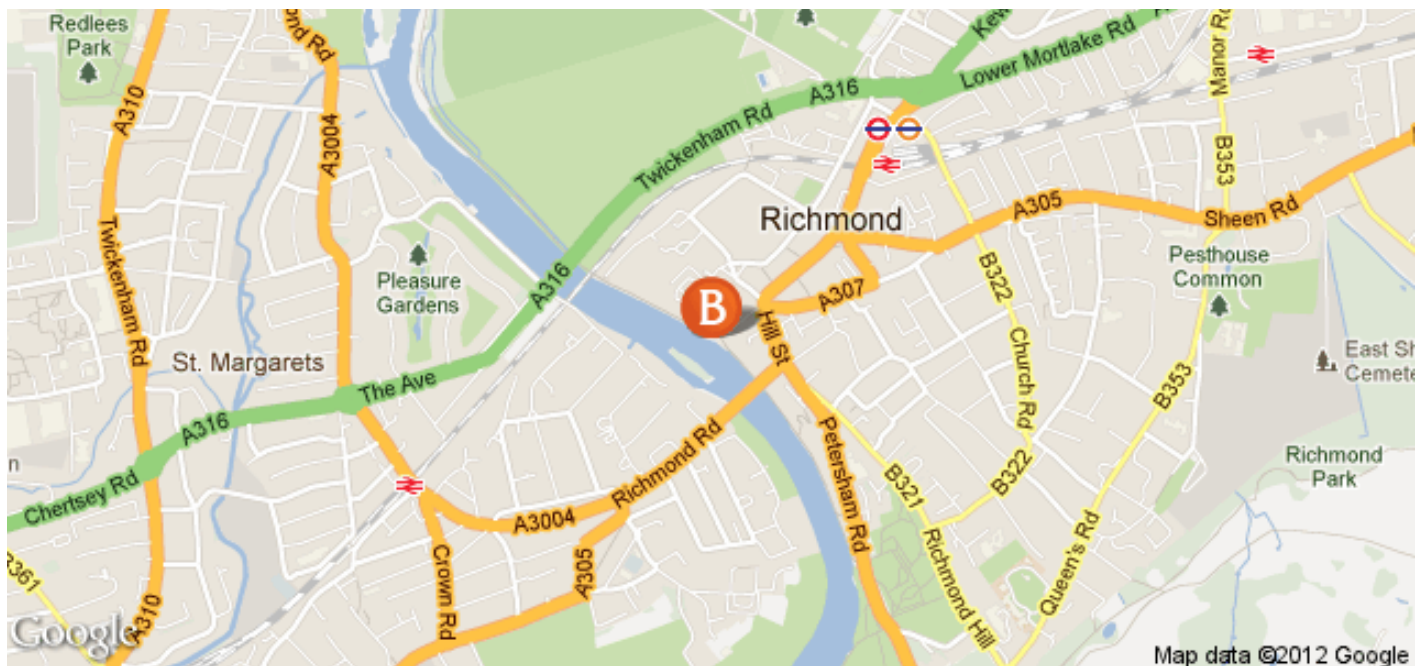 Redlees
Park
A310
A3004
Twickenham Rd
A316
Kew
Lower Mortlake Rd
Manor Rd
B353
Richmond
A305
Sheen Rd
Pesthouse
Common
Twickenham Rd
Pleasure
Gardens
A316
B
A307
Hill St
B322
Church Rd
St. Margarets
The Ave
A316
B353
East Sh
Cemete
Chertsey Rd
Richmond Rd
Petersham Rd
B321
B322
Richmond
Park
A3004
A305
Crown Rd
Richmond Hill
Queen's Rd
A310
Google
Map data ©2012 Google